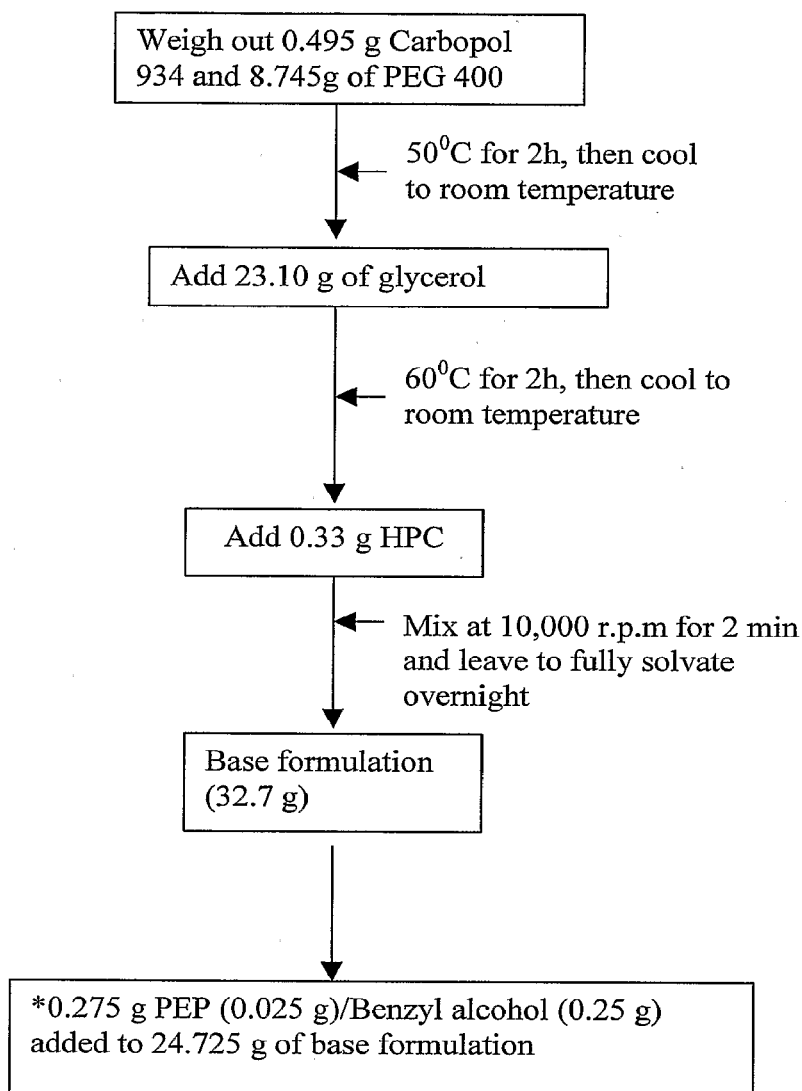 Weigh out 0.495 g Carbopol
934 and 8.745g of PEG 400
50⁰C for 2h, then cool
to room temperature
Add 23.10 g of glycerol
60⁰C for 2h, then cool to
room temperature
Add 0.33 g HPC
Mix at 10,000 r.p.m for 2 min
and leave to fully solvate
overnight
Base formulation
(32.7 g)
*0.275 g PEP (0.025 g)/Benzyl alcohol (0.25 g)
added to 24.725 g of base formulation